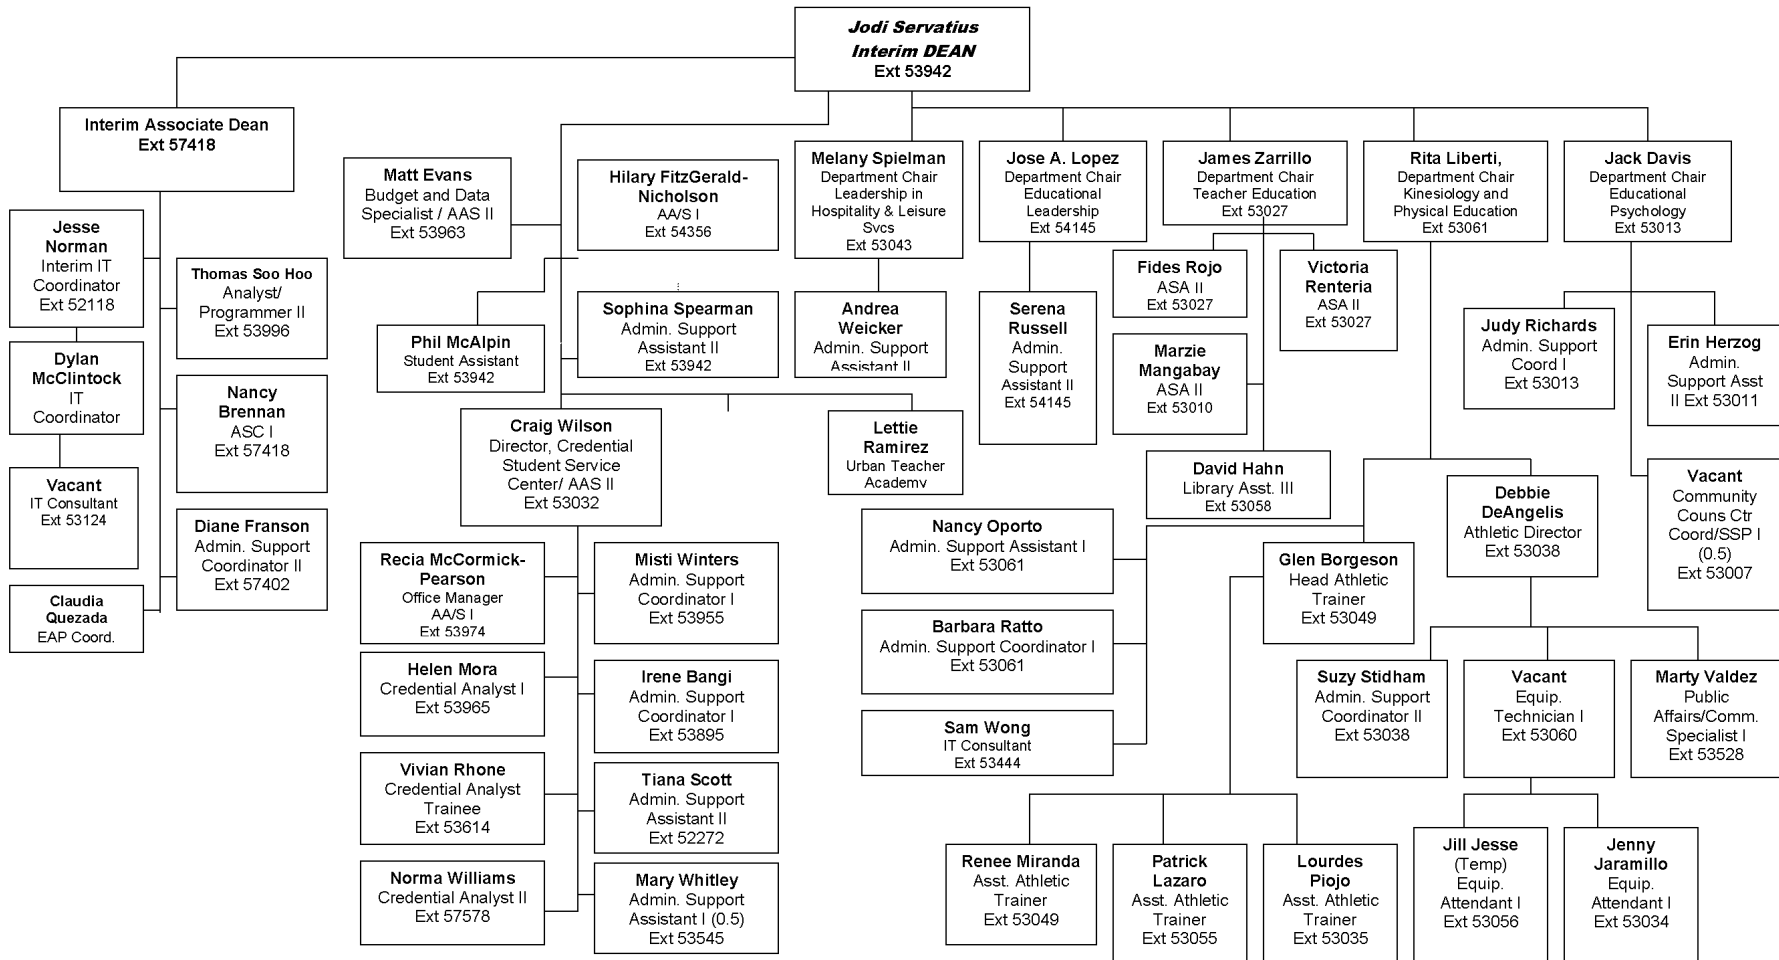 Jodi Servatius
Interim DEAN
Ext 53942
Interim Associate Dean
Ext 57418
Matt Evans
Budget and Data
Specialist / AAS II
Ext 53963
Hilary FitzGerald-
Nicholson
AA/S I
Ext 54356
Melany Spielman
Department Chair
Leadership in
Hospitality & Leisure
Svcs
Ext 53043
Jose A. Lopez
Department Chair
Educational
Leadership
Ext 54145
James Zarrillo
Department Chair
Teacher Education
Ext 53027
Rita Liberti,
Department Chair
Kinesiology and
Physical Education
Ext 53061
Jack Davis
Department Chair
Educational
Psychology
Ext 53013
Jesse
Norman
Interim IT
Coordinator
Ext 52118
Thomas Soo Hoo
Analyst/
Programmer II
Ext 53996
Dylan
McClintock
IT
Coordinator
Nancy
Brennan
ASC I
Ext 57418
Vacant
IT Consultant
Ext 53124
Diane Franson
Admin. Support
Coordinator II
Ext 57402
Claudia
Quezada
EAP Coord.
Phil McAlpin
Student Assistant
Ext 53942
Sophina Spearman
Admin. Support
Assistant II
Ext 53942
Andrea
Weicker
Admin. Support
Assistant II
Serena
Russell
Admin.
Support
Assistant II
Ext 54145
Fides Rojo
ASA II
Ext 53027
Victoria
Renteria
ASA II
Ext 53027
Marzie
Mangabay
ASA II
Ext 53010
David Hahn
Library Asst. III
Ext 53058
Judy Richards
Admin. Support
Coord I
Ext 53013
Erin Herzog
Admin.
Support Asst
II Ext 53011
Vacant
Community
Couns Ctr
Coord/SSP I
(0.5)
Ext 53007
Craig Wilson
Director, Credential
Student Service
Center/ AAS II
Ext 53032
Lettie
Ramirez
Urban Teacher
Academy
Recia McCormick-
Pearson
Office Manager
AA/S I
Ext 53974
Misti Winters
Admin. Support
Coordinator I
Ext 53955
Helen Mora
Credential Analyst I
Ext 53965
Irene Bangi
Admin. Support
Coordinator I
Ext 53895
Vivian Rhone
Credential Analyst
Trainee
Ext 53614
Tiana Scott
Admin. Support
Assistant II
Ext 52272
Norma Williams
Credential Analyst II
Ext 57578
Mary Whitley
Admin. Support
Assistant I (0.5)
Ext 53545
Nancy Oporto
Admin. Support Assistant I
Ext 53061
Barbara Ratto
Admin. Support Coordinator I
Ext 53061
Sam Wong
IT Consultant
Ext 53444
Glen Borgeson
Head Athletic
Trainer
Ext 53049
Debbie
DeAngelis
Athletic Director
Ext 53038
Suzy Stidham
Admin. Support
Coordinator II
Ext 53038
Vacant
Equip.
Technician I
Ext 53060
Marty Valdez
Public
Affairs/Comm.
Specialist I
Ext 53528
Renee Miranda
Asst. Athletic
Trainer
Ext 53049
Patrick
Lazaro
Asst. Athletic
Trainer
Ext 53055
Lourdes
Piojo
Asst. Athletic
Trainer
Ext 53035
Jill Jesse
(Temp)
Equip.
Attendant I
Ext 53056
Jenny
Jaramillo
Equip.
Attendant I
Ext 53034